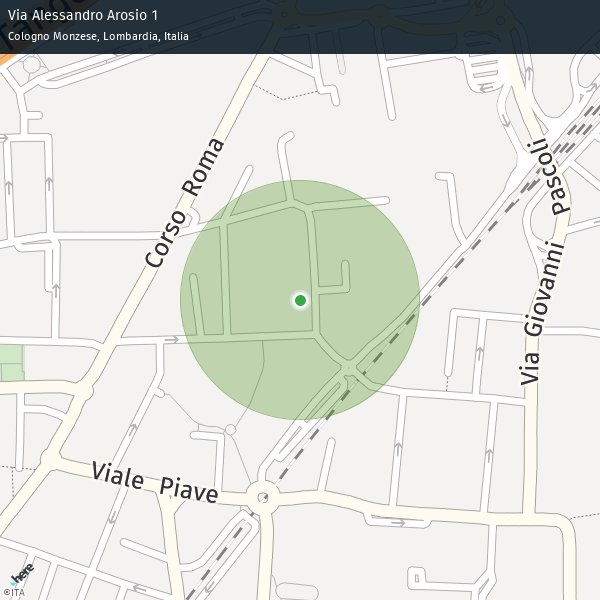 Via Alessandro Arosio 1
Cologno Monzese, Lombardia, Italia
Corso Roma
Via Giovanni Pascoli
Viale Piave
here
©ITA